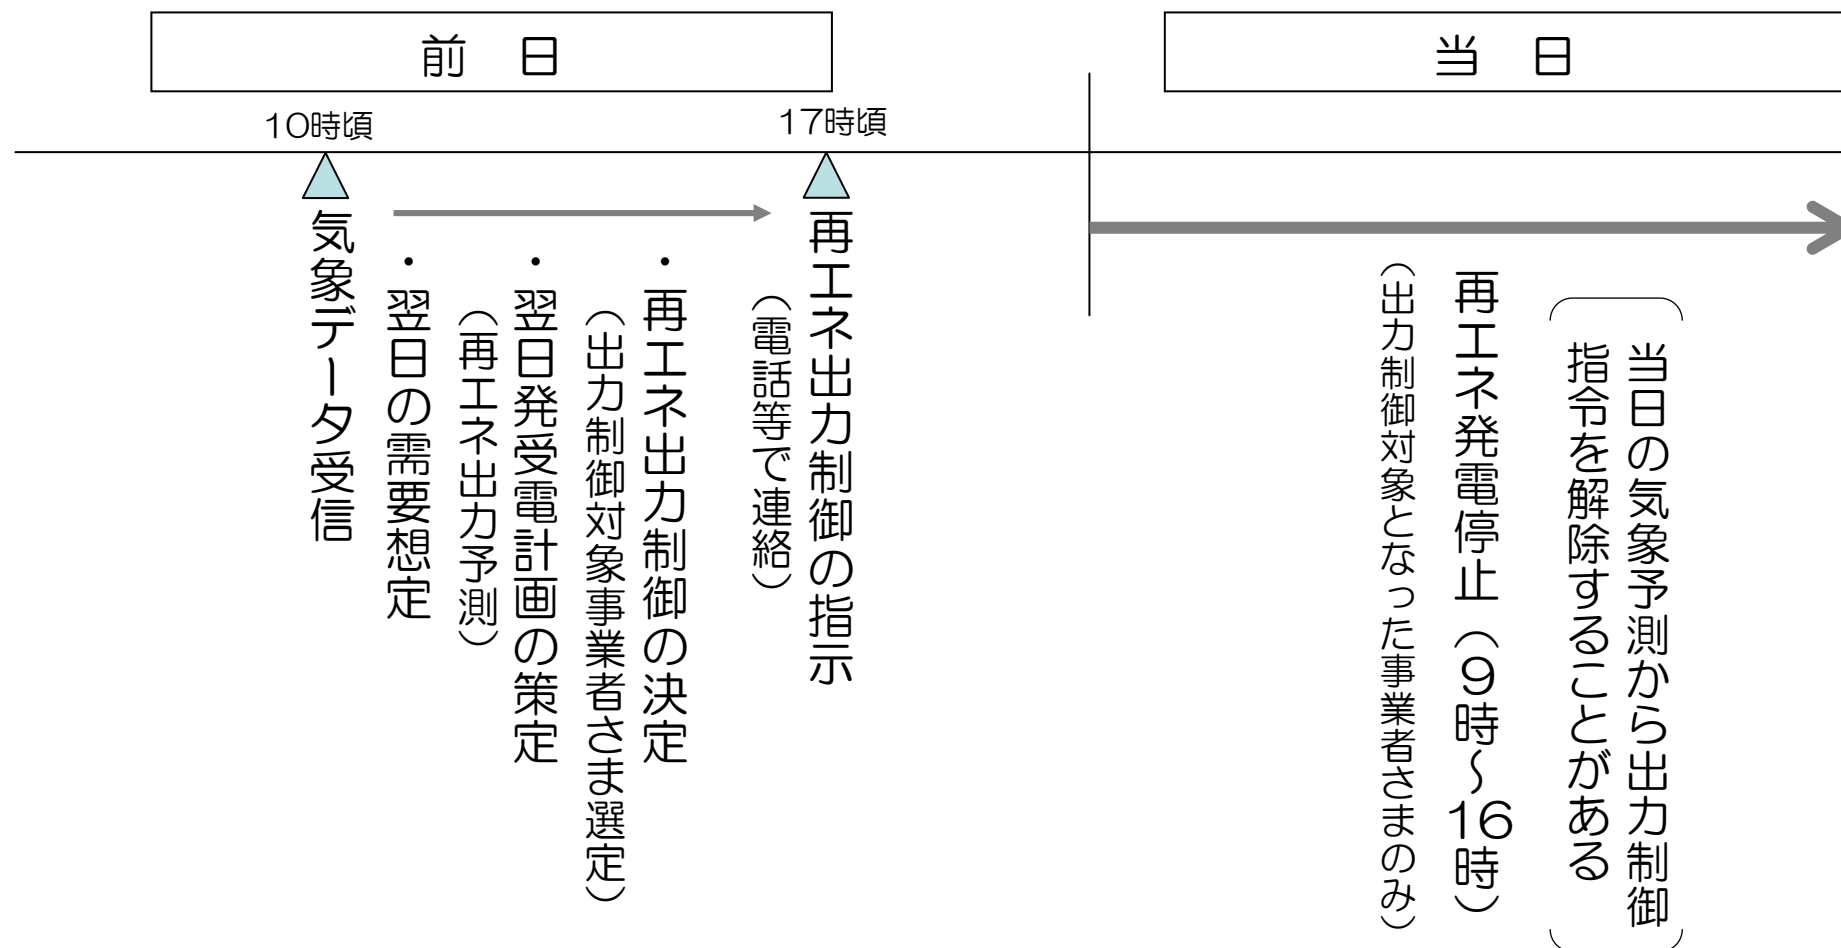 前　日
当　日
10時頃
17時頃
気象データ受信
・翌日の需要想定
（再エネ出力予測）
・翌日発受電計画の策定
（出力制御対象事業者さま選定）
・再エネ出力制御の決定
（電話等で連絡）
再エネ出力制御の指示
（出力制御対象となった事業者さまのみ）
再エネ発電停止（9時～16時）
当日の気象予測から出力制御
指令を解除することがある